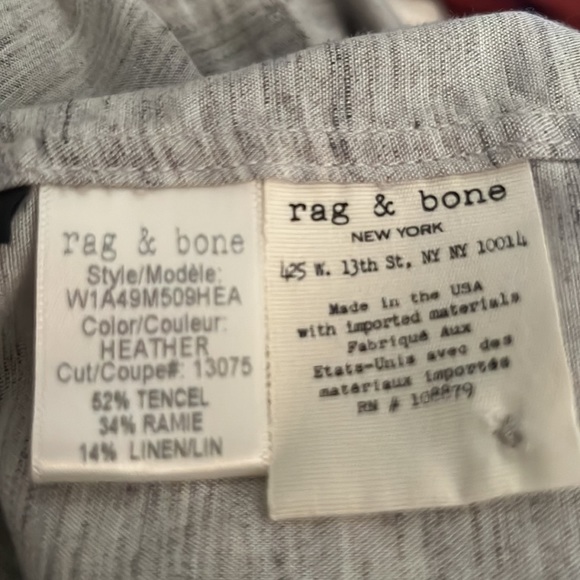 rag & bone
Style/Modèle:
W1A49M509HEA
Color/Couleur:
HEATHER
Cut/Coupe#: 13075
52% TENCEL
34% RAMIE
14% LINEN/LIN
rag & bone
NEW YORK
425 W. 13th St, NY NY 10014
Made in the USA
with imported materials
Fabriqué Aux
Etats-Unis avec des
matériaux importés
RN # 108879
6